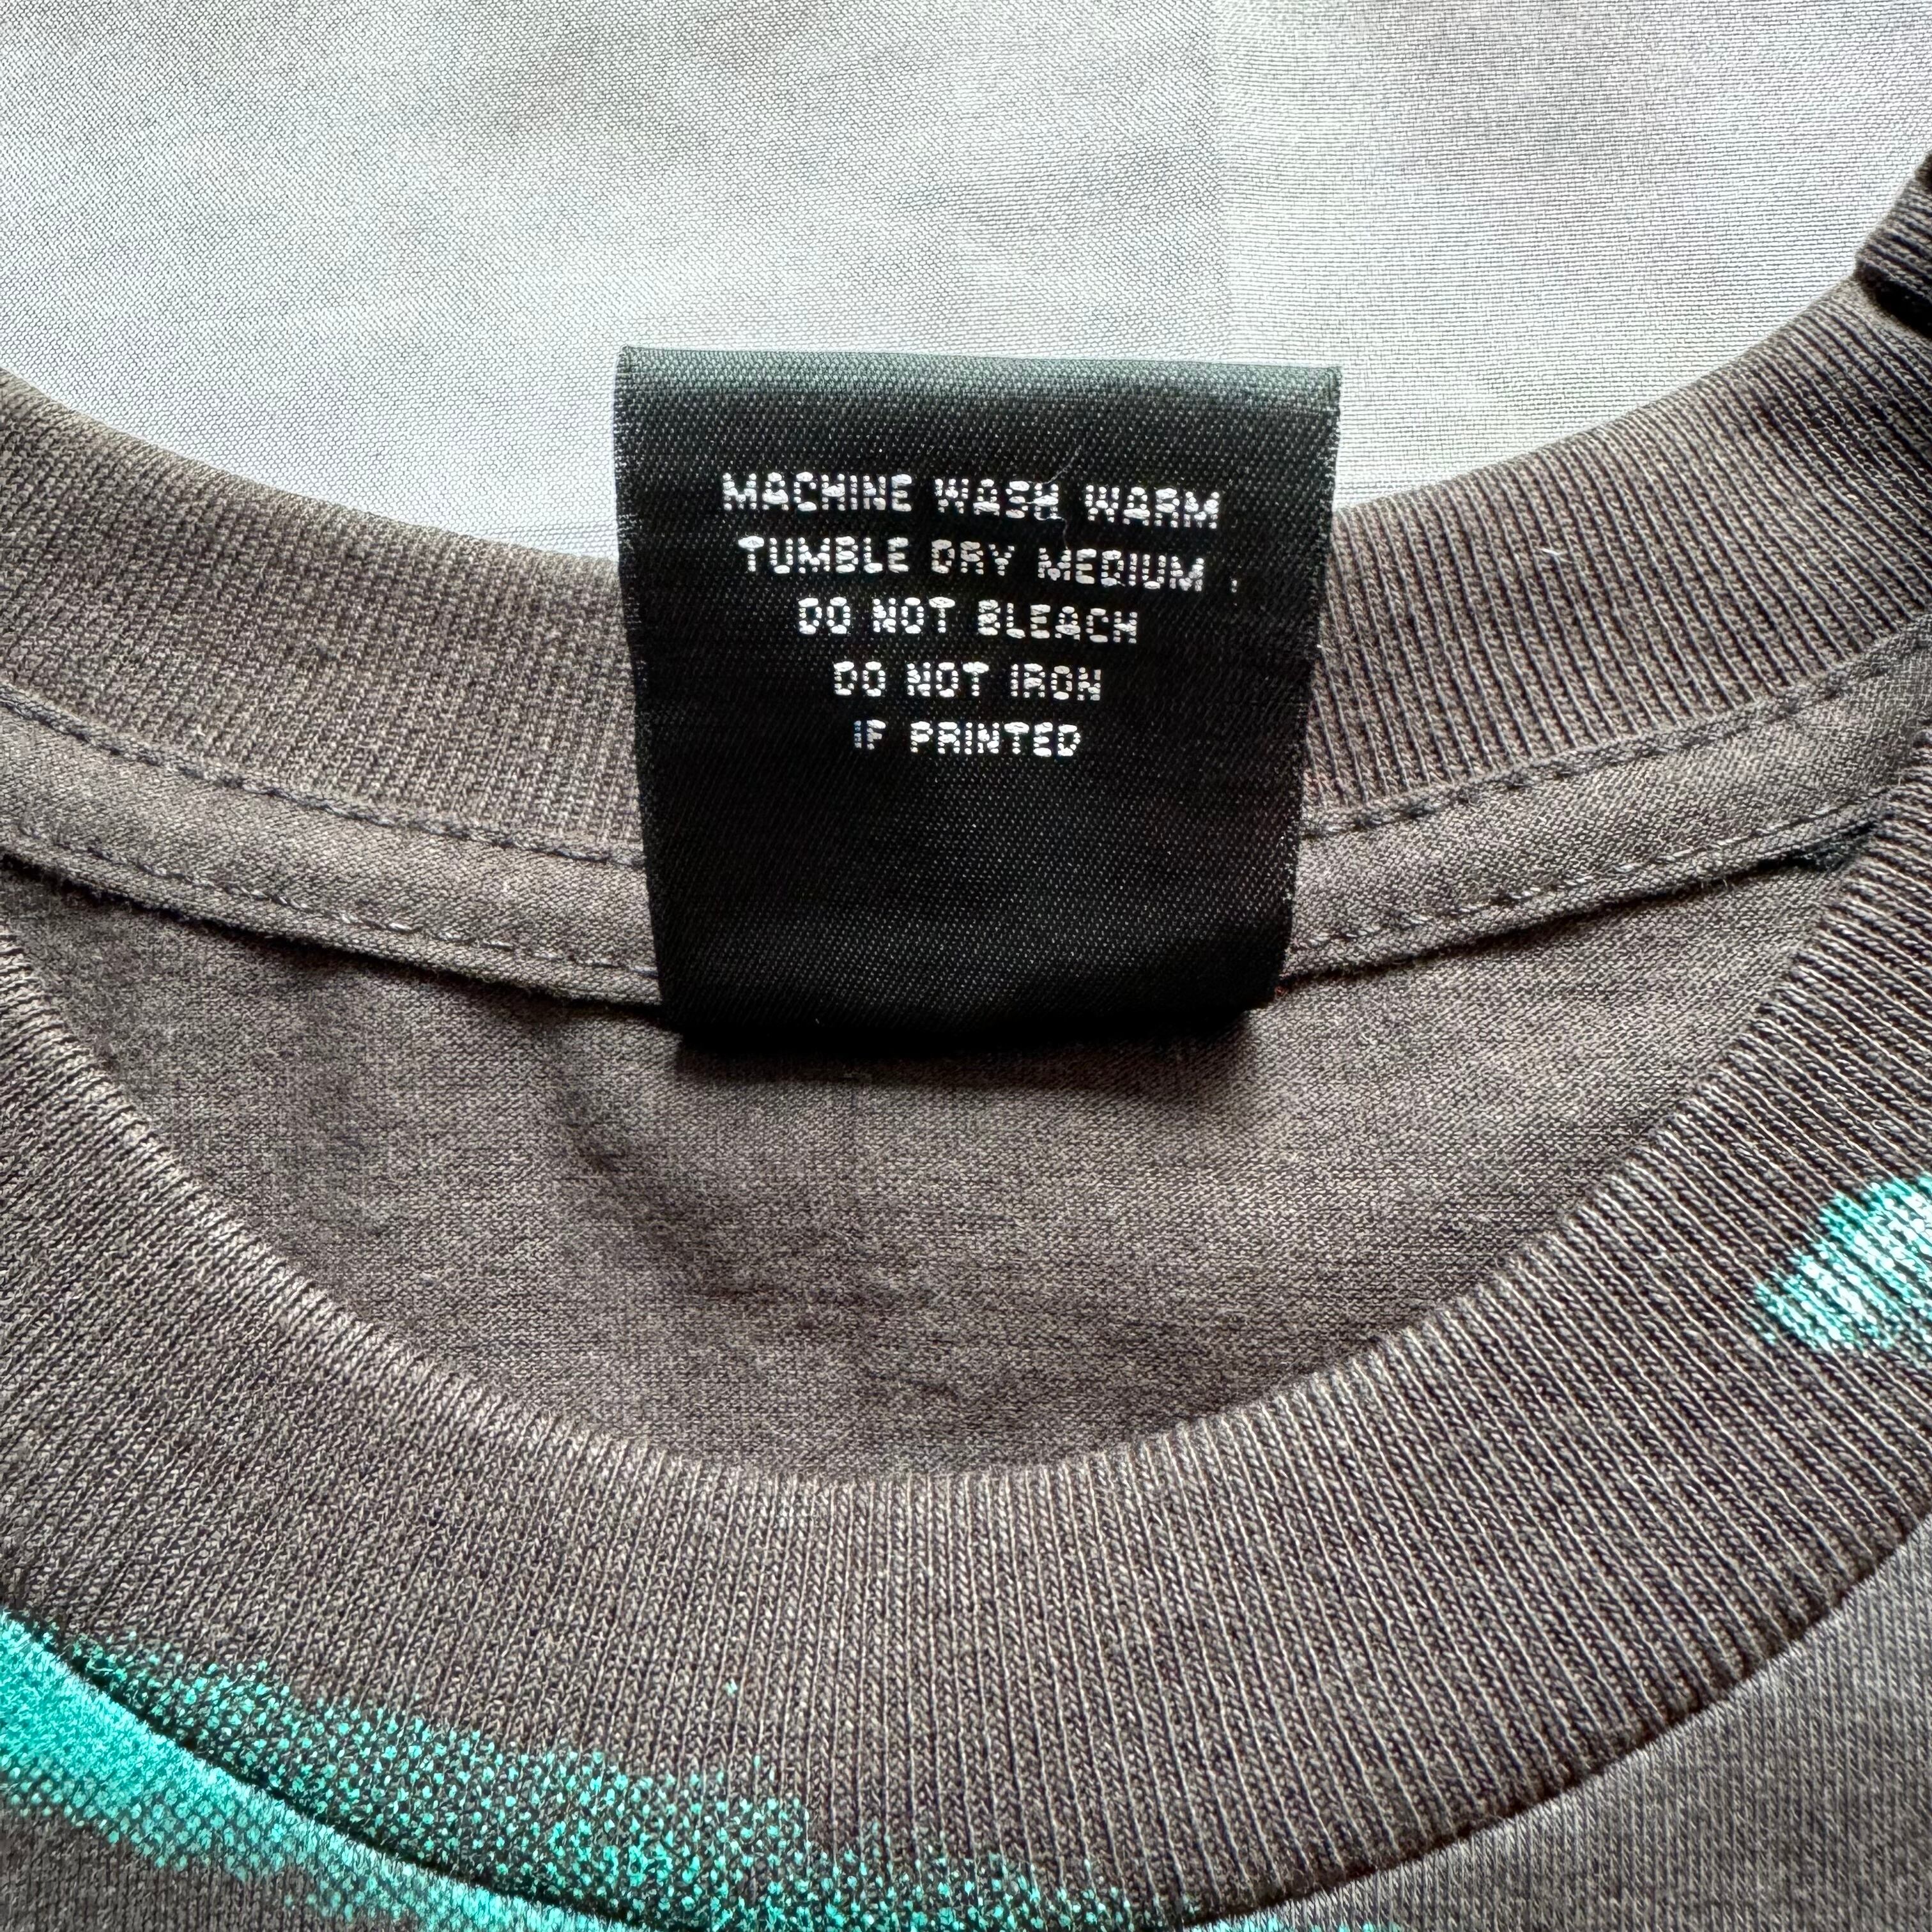 MACHINE WASH WARM
TUMBLE DRY MEDIUM
DO NOT BLEACH
DO NOT IRON
IF PRINTED